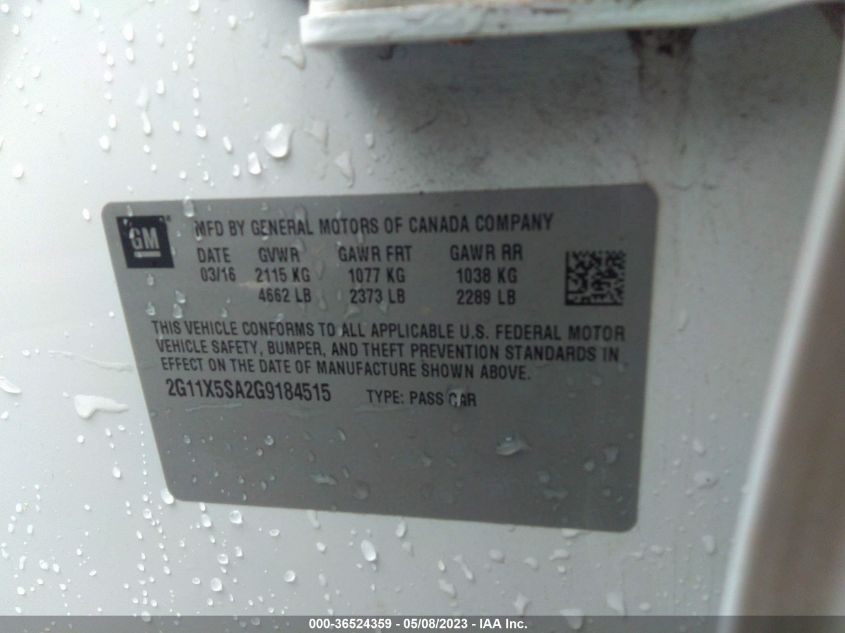 GM ®
MFD BY GENERAL MOTORS OF CANADA COMPANY
DATE GVWR GAWR FRT GAWR RR
03/16 2115 KG 1077 KG 1038 KG
4662 LB 2373 LB 2289 LB
THIS VEHICLE CONFORMS TO ALL APPLICABLE U.S. FEDERAL MOTOR
VEHICLE SAFETY, BUMPER, AND THEFT PREVENTION STANDARDS IN
EFFECT ON THE DATE OF MANUFACTURE SHOWN ABOVE.
2G11X5SA2G9184515 TYPE: PASS CAR
000-36524359 / 05/08/2023 - IAA Inc.